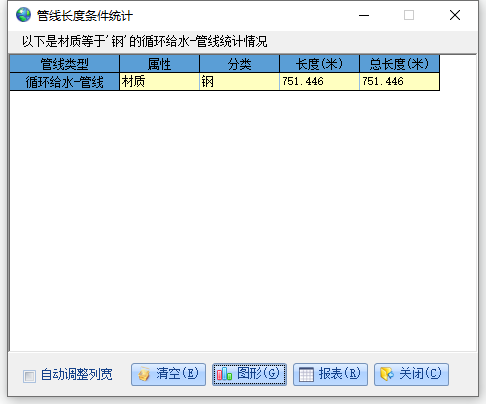 管线长度条件统计
以下是材质等于'钢'的循环给水-管线统计情况
管线类型 属性 分类 长度(米) 总长度(米)
循环给水-管线 材质 钢 751.446 751.446
自动调整列宽 清空(E) 图形(G) 报表(R) 关闭(C)